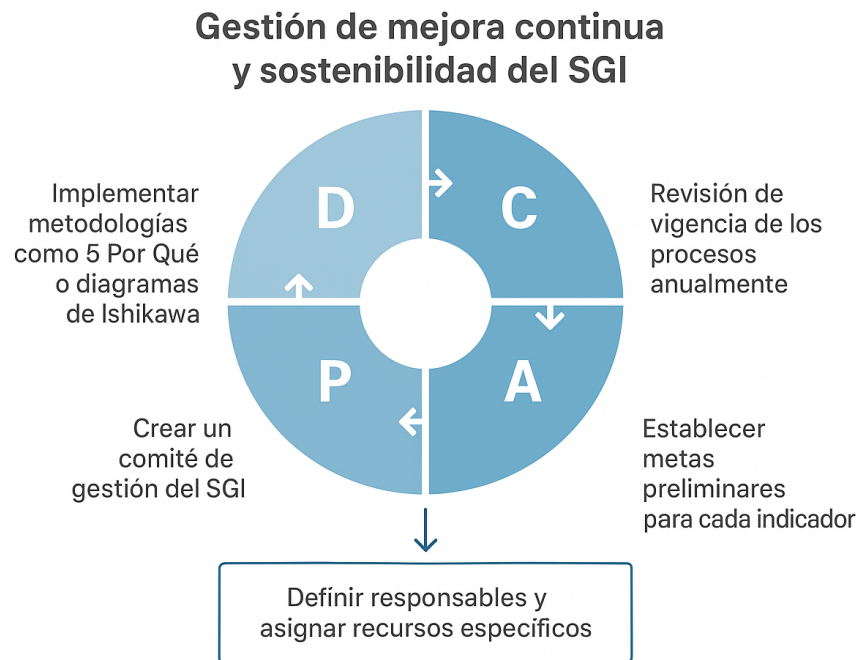 Gestión de mejora continua
y sostenibilidad del SGI
D
C
Implementar
metodologías
como 5 Por Qué
o diagramas
de Ishikawa
Revisión de
vigencia de los
procesos
anualmente
P
A
Crear un
comité de
gestión del SGI
Establecer
metas
preliminares
para cada indicador
Definir responsables y
asignar recursos específicos